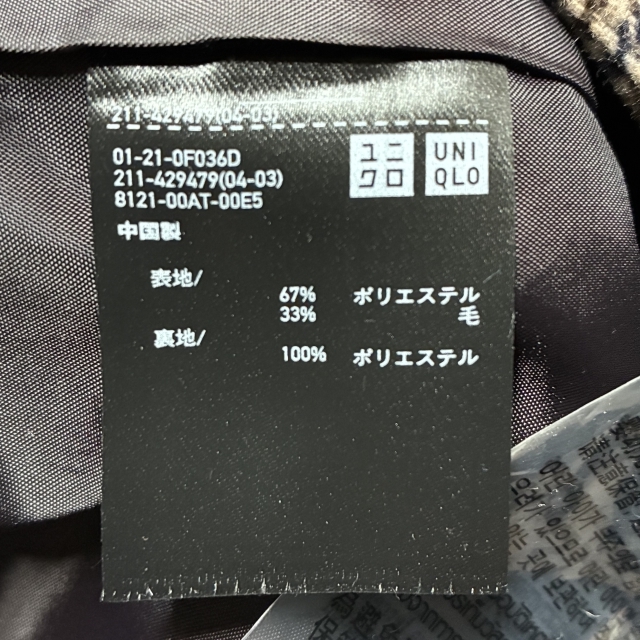 211-429479(04-03)
01-21-0F036D
211-429479(04-03)
8121-00AT-00E5
ユニクロ
UNIQLO
中国製
表地/
67% ポリエステル
33% 毛
裏地/
100% ポリエステル